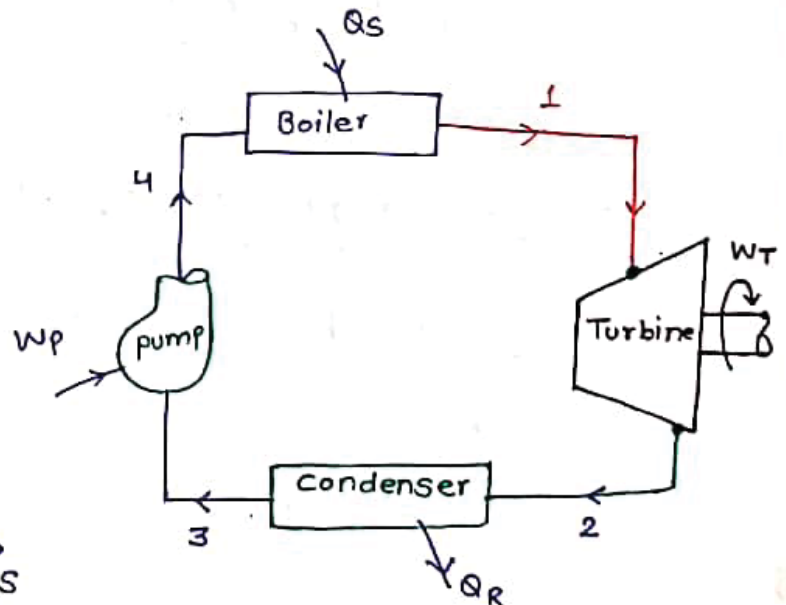 QS
Boiler
1
4
WT
Turbine
pump
Wp
Condenser
3
2
QR
S